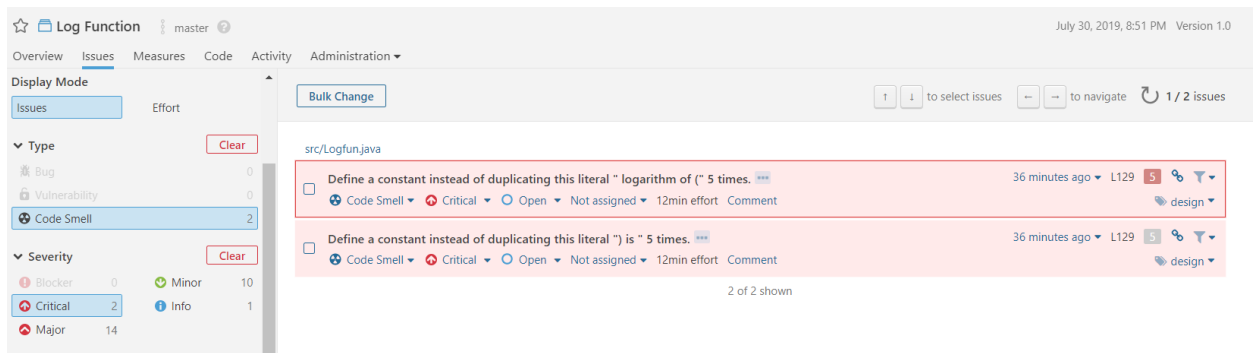 Log Function master
July 30, 2019, 8:51 PM Version 1.0
Overview Issues Measures Code Activity Administration
Display Mode
Issues Effort
Type Clear
Bug 0
Vulnerability 0
Code Smell 2
Severity Clear
Blocker 0 Minor 10
Critical 2 Info 1
Major 14
Bulk Change
↑ ↓ to select issues ← → to navigate 1 / 2 issues
src/Logfun.java
Define a constant instead of duplicating this literal " logarithm of (" 5 times. •••
36 minutes ago L129 5
Code Smell Critical Open Not assigned 12min effort Comment
design
Define a constant instead of duplicating this literal ") is " 5 times. •••
36 minutes ago L129 5
Code Smell Critical Open Not assigned 12min effort Comment
design
2 of 2 shown